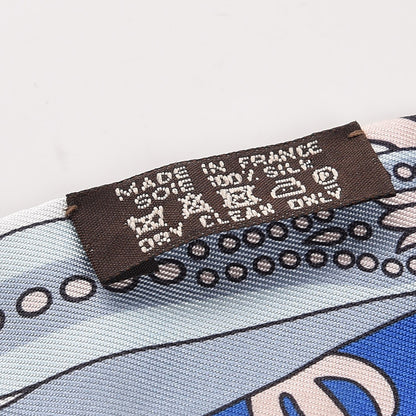 MADE IN FRANCE
SOIE 100% SILK
DRY CLEAN ONLY